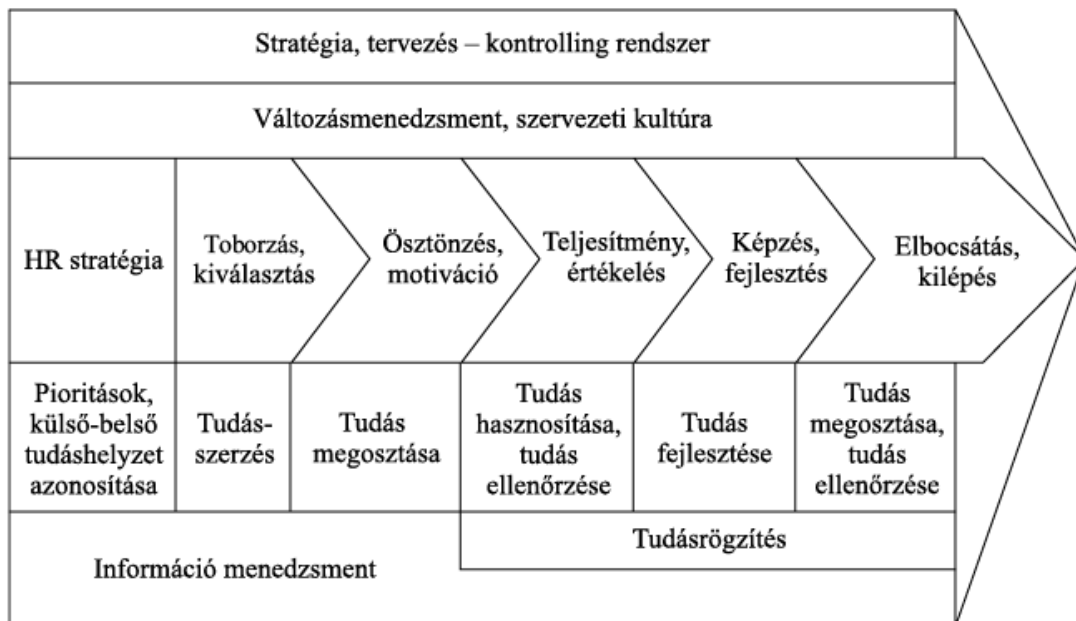 Stratégia, tervezés – kontrolling rendszer
Változásmenedzsment, szervezeti kultúra
HR stratégia
Toborzás,
kiválasztás
Ösztönzés,
motiváció
Teljesítmény,
értékelés
Képzés,
fejlesztés
Elbocsátás,
kilépés
Pioritások,
külső-belső
tudáshelyzet
azonosítása
Tudás-
szerzés
Tudás
megosztása
Tudás
hasznosítása,
tudás
ellenőrzése
Tudás
fejlesztése
Tudás
megosztása,
tudás
ellenőrzése
Tudásrögzítés
Információ menedzsment